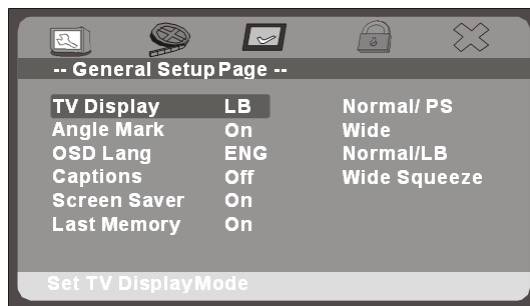 -- General Setup Page --
TV Display LB Normal/ PS
Angle Mark On Wide
OSD Lang ENG Normal/LB
Captions Off Wide Squeeze
Screen Saver On
Last Memory On
Set TV DisplayMode